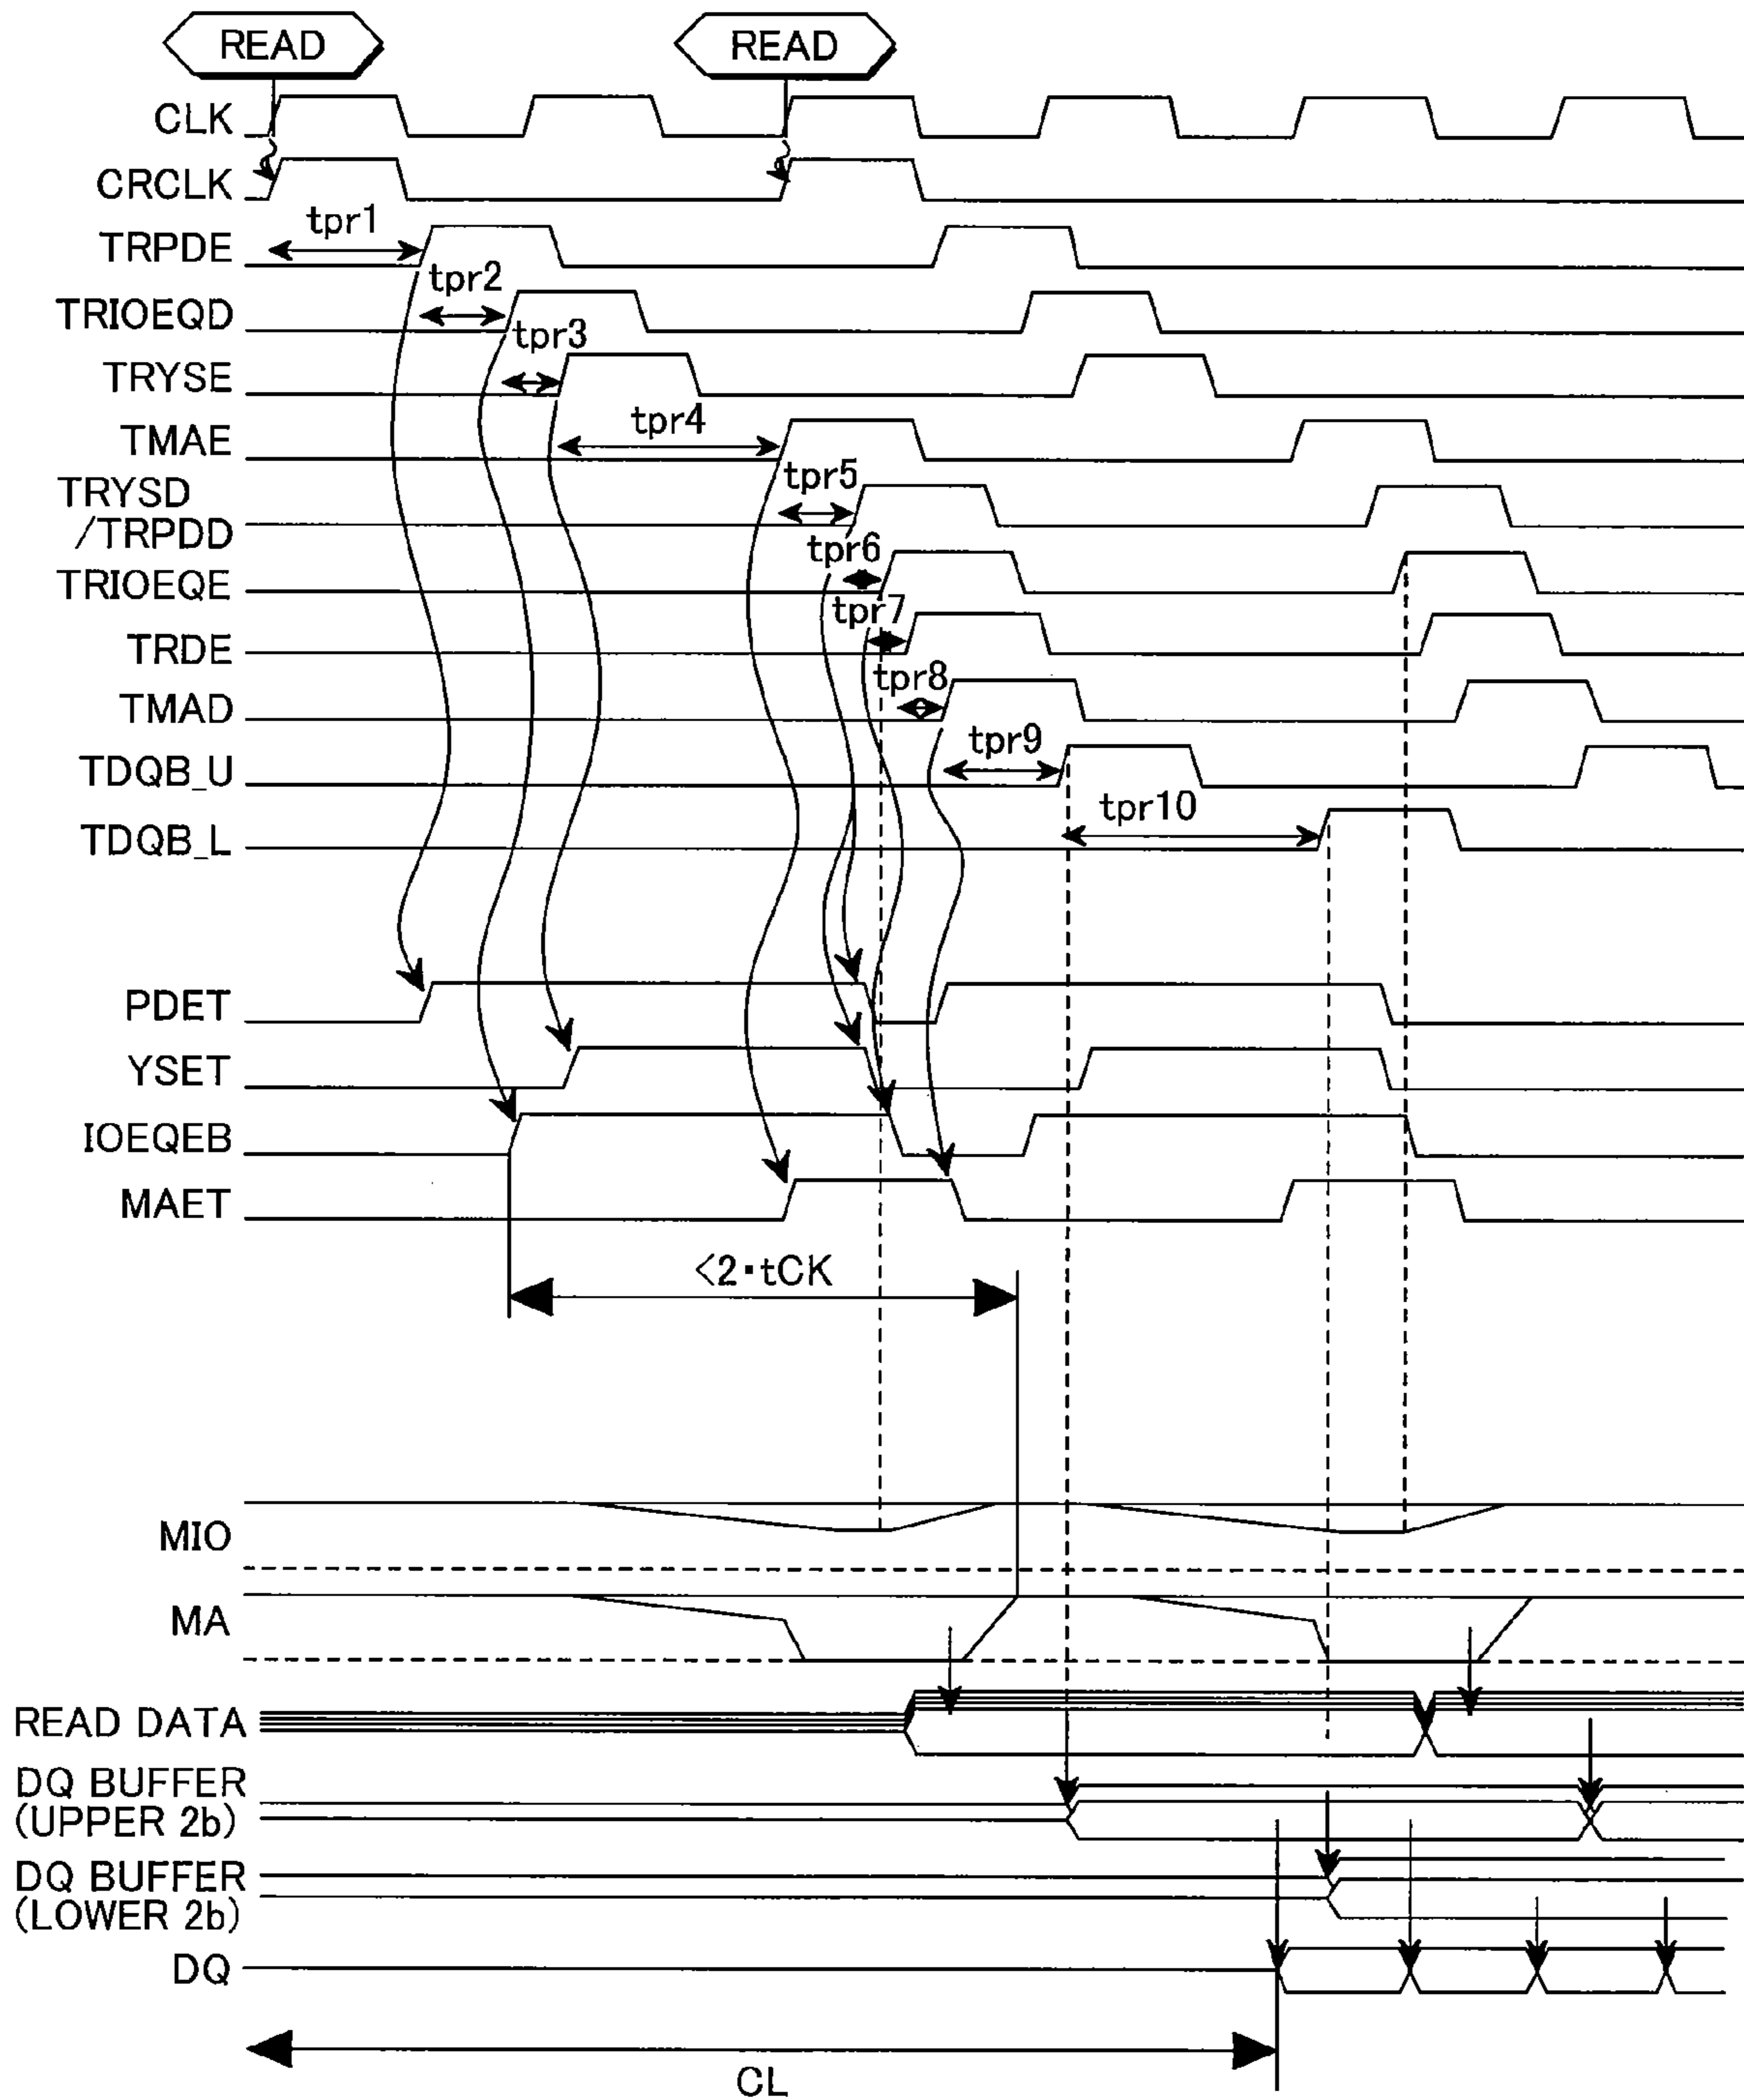 READ READ
CLK
CRCLK
tpr1
TRPDE
tpr2
TRIOEQD
tpr3
TRYSE
tpr4
TMAE
tpr5
TRYSD
/TRPDD
tpr6
TRIOEQE
tpr7
TRDE
tpr8
TMAD
tpr9
TDQB_U
tpr10
TDQB_L
PDET
YSET
IOEQEB
MAET
<2·tCK
MIO
MA
READ DATA
DQ BUFFER
(UPPER 2b)
DQ BUFFER
(LOWER 2b)
DQ
CL